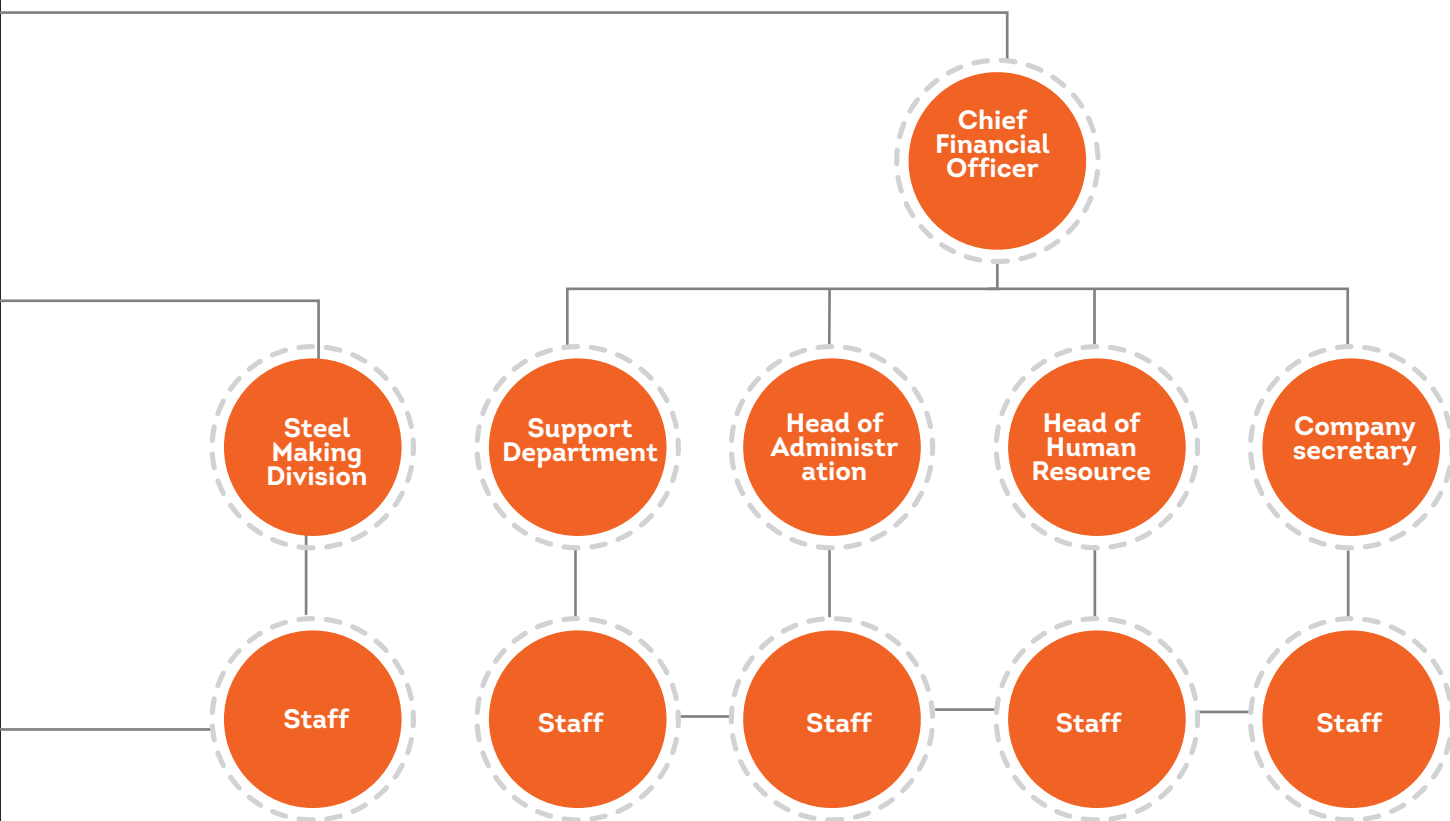 Chief
Financial
Officer
Steel
Making
Division
Support
Department
Head of
Administr
ation
Head of
Human
Resource
Company
secretary
Staff
Staff
Staff
Staff
Staff